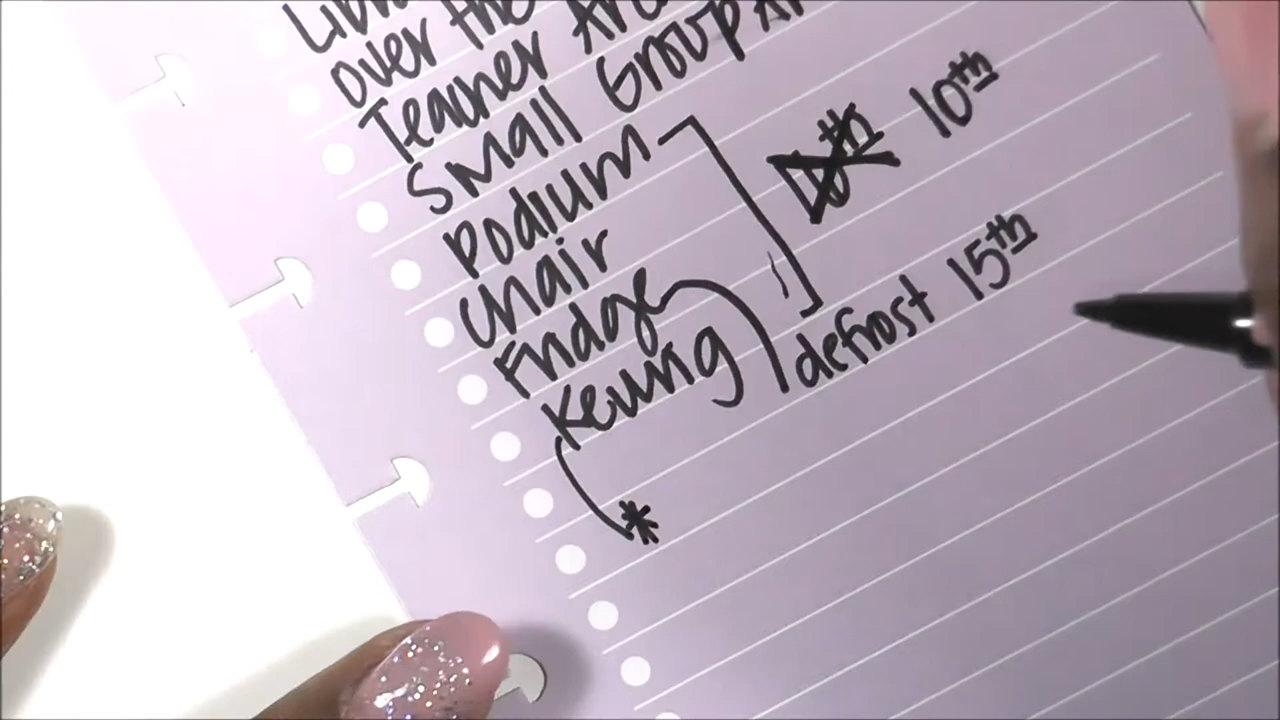 over the
Teacher
Small Group
Podium
Chair
10th
Fridge
defrost 15th
Keurig
*